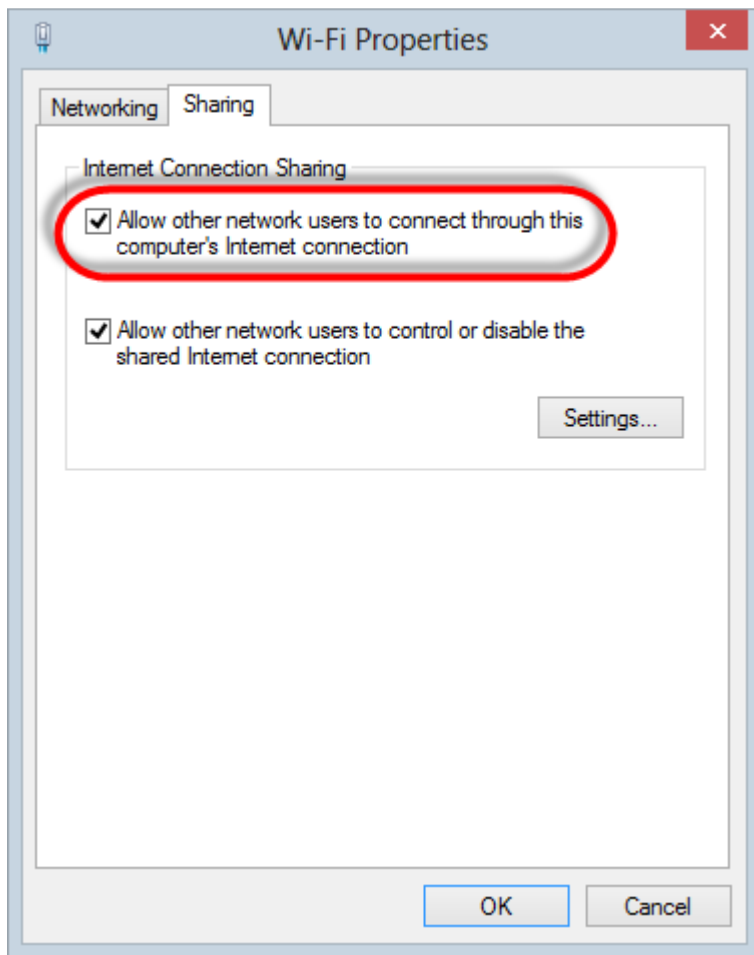 Wi-Fi Properties
Networking
Sharing
Internet Connection Sharing
Allow other network users to connect through this
computer's Internet connection
Allow other network users to control or disable the
shared Internet connection
Settings...
OK
Cancel